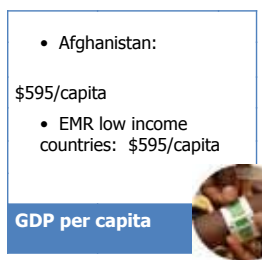 • Afghanistan:
$595/capita
• EMR low income
countries: $595/capita
GDP per capita